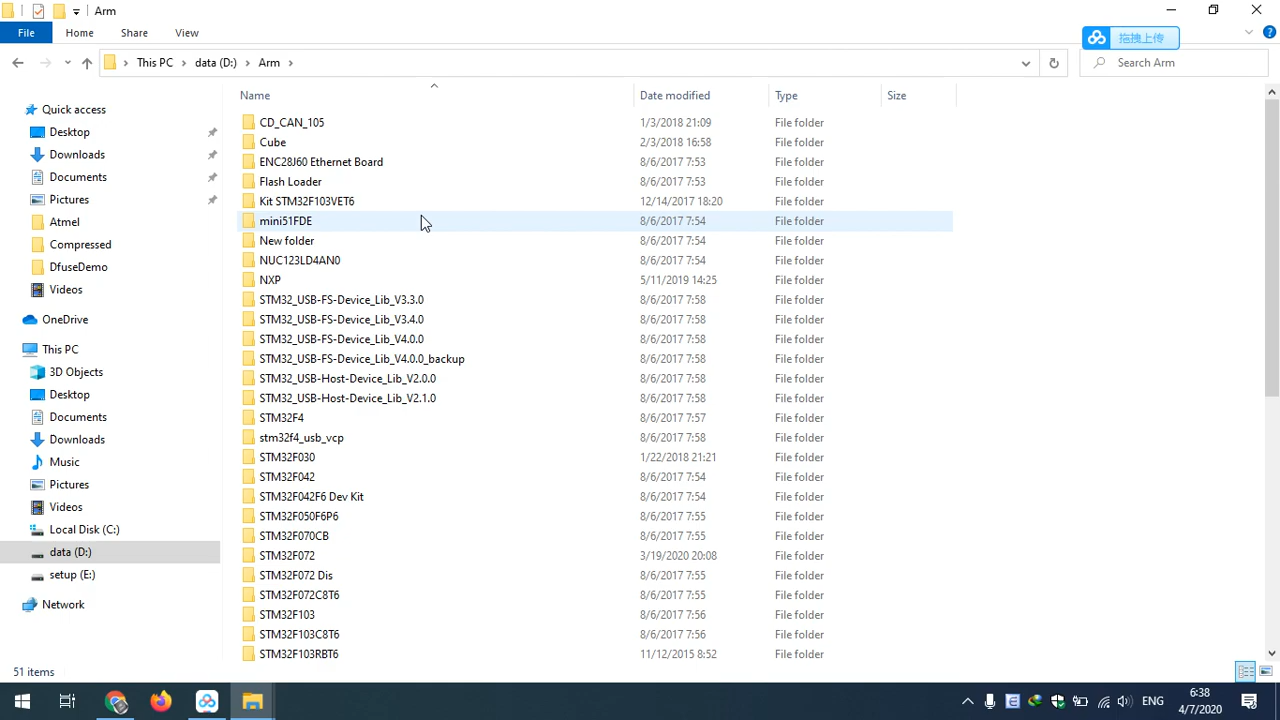 Arm
File Home Share View
拖拽上传
This PC data (D:) Arm
Search Arm
Name Date modified Type Size
Quick access
Desktop
Downloads
Documents
Pictures
Atmel
Compressed
DfuseDemo
Videos
OneDrive
This PC
3D Objects
Desktop
Documents
Downloads
Music
Pictures
Videos
Local Disk (C:)
data (D:)
setup (E:)
Network
CD_CAN_105 1/3/2018 21:09 File folder
Cube 2/3/2018 16:58 File folder
ENC28J60 Ethernet Board 8/6/2017 7:53 File folder
Flash Loader 8/6/2017 7:53 File folder
Kit STM32F103VET6 12/14/2017 18:20 File folder
mini51FDE 8/6/2017 7:54 File folder
New folder 8/6/2017 7:54 File folder
NUC123LD4AN0 8/6/2017 7:54 File folder
NXP 5/11/2019 14:25 File folder
STM32_USB-FS-Device_Lib_V3.3.0 8/6/2017 7:58 File folder
STM32_USB-FS-Device_Lib_V3.4.0 8/6/2017 7:58 File folder
STM32_USB-FS-Device_Lib_V4.0.0 8/6/2017 7:58 File folder
STM32_USB-FS-Device_Lib_V4.0.0_backup 8/6/2017 7:58 File folder
STM32_USB-Host-Device_Lib_V2.0.0 8/6/2017 7:58 File folder
STM32_USB-Host-Device_Lib_V2.1.0 8/6/2017 7:58 File folder
STM32F4 8/6/2017 7:57 File folder
stm32f4_usb_vcp 8/6/2017 7:58 File folder
STM32F030 1/22/2018 21:21 File folder
STM32F042 8/6/2017 7:54 File folder
STM32F042F6 Dev Kit 8/6/2017 7:54 File folder
STM32F050F6P6 8/6/2017 7:55 File folder
STM32F070CB 8/6/2017 7:55 File folder
STM32F072 3/19/2020 20:08 File folder
STM32F072 Dis 8/6/2017 7:55 File folder
STM32F072C8T6 8/6/2017 7:55 File folder
STM32F103 8/6/2017 7:56 File folder
STM32F103C8T6 8/6/2017 7:56 File folder
STM32F103RBT6 11/12/2015 8:52 File folder
51 items
ENG
6:38
4/7/2020